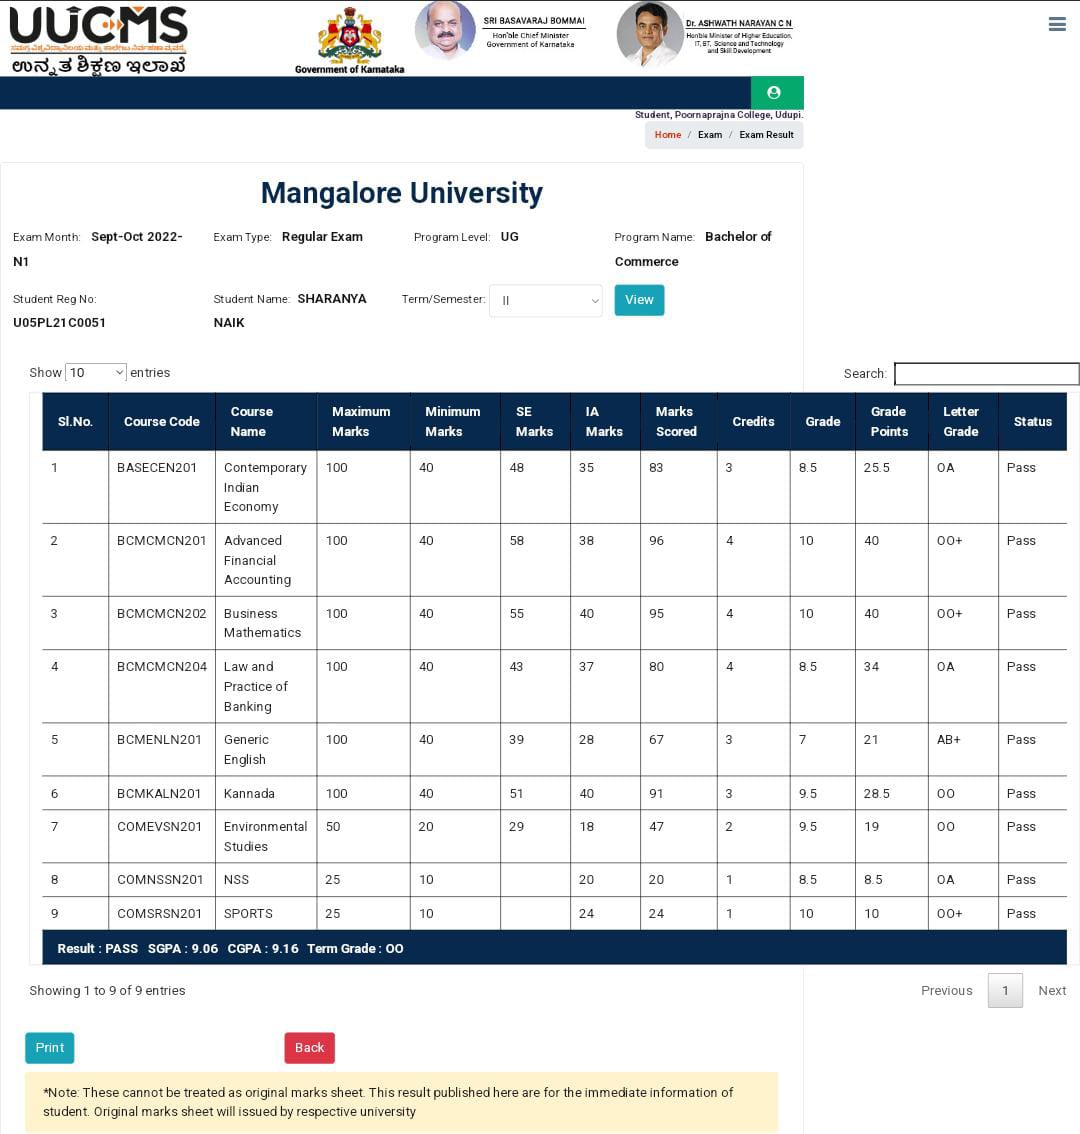 UUCMS
ಸಮಗ್ರ ವಿಶ್ವವಿದ್ಯಾನಿಲಯ ಮತ್ತು ಕಾಲೇಜು ನಿರ್ವಹಣಾ ವ್ಯವಸ್ಥೆ
ಉನ್ನತ ಶಿಕ್ಷಣ ಇಲಾಖೆ
Government of Karnataka
SRI BASAVARAJ BOMMAI
Hon'ble Chief Minister
Government of Karnataka
Dr. ASHWATH NARAYAN C N
Hon'ble Minister of Higher Education,
IT, BT, Science and Technology
and Skill Development
Student, Poornaprajna College, Udupi.
Home / Exam / Exam Result
Mangalore University
Exam Month: Sept-Oct 2022- Exam Type: Regular Exam Program Level: UG Program Name: Bachelor of
N1 Commerce
Student Reg No: Student Name: SHARANYA Term/Semester: II View
U05PL21C0051 NAIK
Show 10 entries Search:
Sl.No. Course Code Course Name Maximum Marks Minimum Marks SE Marks IA Marks Marks Scored Credits Grade Grade Points Letter Grade Status
1 BASECEN201 Contemporary Indian Economy 100 40 48 35 83 3 8.5 25.5 OA Pass
2 BCMCMCN201 Advanced Financial Accounting 100 40 58 38 96 4 10 40 OO+ Pass
3 BCMCMCN202 Business Mathematics 100 40 55 40 95 4 10 40 OO+ Pass
4 BCMCMCN204 Law and Practice of Banking 100 40 43 37 80 4 8.5 34 OA Pass
5 BCMENLN201 Generic English 100 40 39 28 67 3 7 21 AB+ Pass
6 BCMKALN201 Kannada 100 40 51 40 91 3 9.5 28.5 OO Pass
7 COMEVSN201 Environmental Studies 50 20 29 18 47 2 9.5 19 OO Pass
8 COMNSSN201 NSS 25 10 20 20 1 8.5 8.5 OA Pass
9 COMSRSN201 SPORTS 25 10 24 24 1 10 10 OO+ Pass
Result : PASS SGPA : 9.06 CGPA : 9.16 Term Grade : OO
Showing 1 to 9 of 9 entries Previous 1 Next
Print Back
*Note: These cannot be treated as original marks sheet. This result published here are for the immediate information of
student. Original marks sheet will issued by respective university